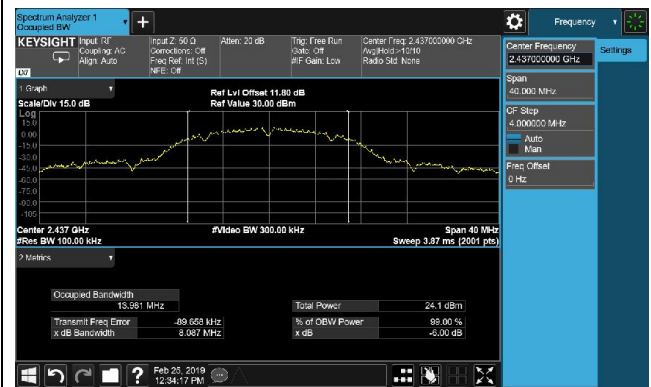 Spectrum Analyzer 1
Occupied BW
Frequency
KEYSIGHT
Input: RF
Coupling: AC
Align: Auto
Input Z: 50 Ω
Corrections: Off
Freq Ref: Int (S)
NFE: Off
Atten: 20 dB
Trig: Free Run
Gate: Off
#IF Gain: Low
Center Freq: 2.437000000 GHz
Avg|Hold:>10/10
Radio Std: None
LXI
Center Frequency
2.437000000 GHz
Settings
Span
40.000 MHz
CF Step
4.000000 MHz
Auto
Man
Freq Offset
0 Hz
1 Graph
Scale/Div 15.0 dB
Ref Lvl Offset 11.80 dB
Ref Value 30.00 dBm
Log
15.0
0.00
-15.0
-30.0
-45.0
-60.0
-75.0
-90.0
-105
Center 2.437 GHz
#Res BW 100.00 kHz
#Video BW 300.00 kHz
Span 40 MHz
Sweep 3.87 ms (2001 pts)
2 Metrics
Occupied Bandwidth
13.981 MHz
Total Power 24.1 dBm
Transmit Freq Error -89.658 kHz
% of OBW Power 99.00 %
x dB Bandwidth 8.087 MHz
x dB -6.00 dB
?
Feb 25, 2019
12:34:17 PM